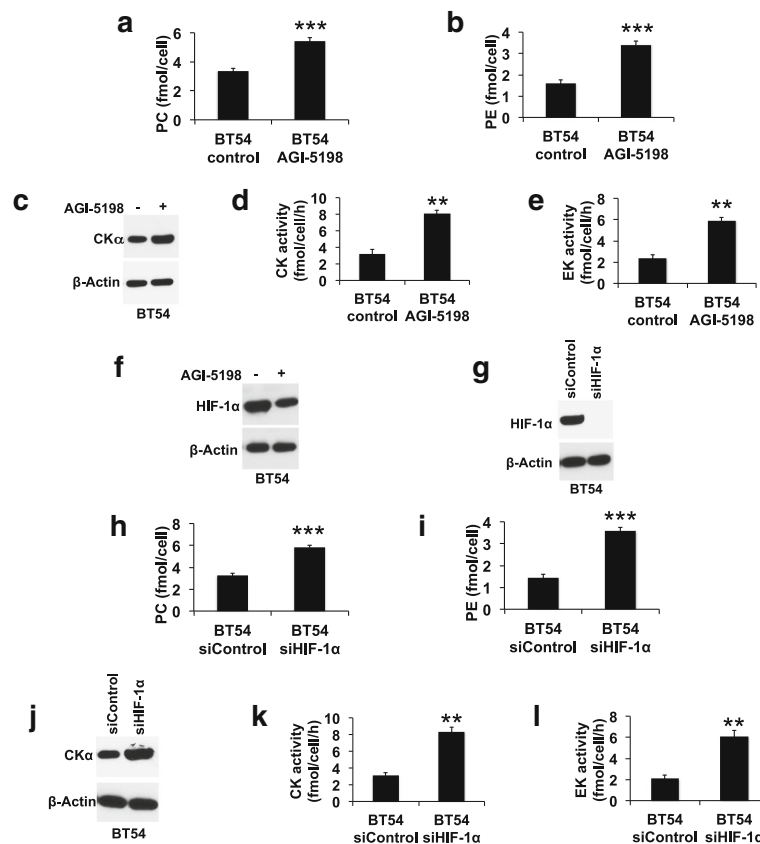 a
PC (fmol/cell)
6
4
2
0
***
BT54 BT54
control AGI-5198
b
PE (fmol/cell)
4
3
2
1
0
***
BT54 BT54
control AGI-5198
c
AGI-5198 - +
CKα
β-Actin
BT54
d
CK activity
(fmol/cell/h)
10
8
6
4
2
0
**
BT54 BT54
control AGI-5198
e
EK activity
(fmol/cell/h)
8
6
4
2
0
**
BT54 BT54
control AGI-5198
f
AGI-5198 - +
HIF-1α
β-Actin
BT54
g
siControl
siHIF-1α
HIF-1α
β-Actin
BT54
h
PC (fmol/cell)
8
6
4
2
0
***
BT54 BT54
siControl siHIF-1α
i
PE (fmol/cell)
4
3
2
1
0
***
BT54 BT54
siControl siHIF-1α
j
siControl
siHIF-1α
CKα
β-Actin
BT54
k
CK activity
(fmol/cell/h)
10
8
6
4
2
0
**
BT54 BT54
siControl siHIF-1α
l
EK activity
(fmol/cell/h)
8
6
4
2
0
**
BT54 BT54
siControl siHIF-1α